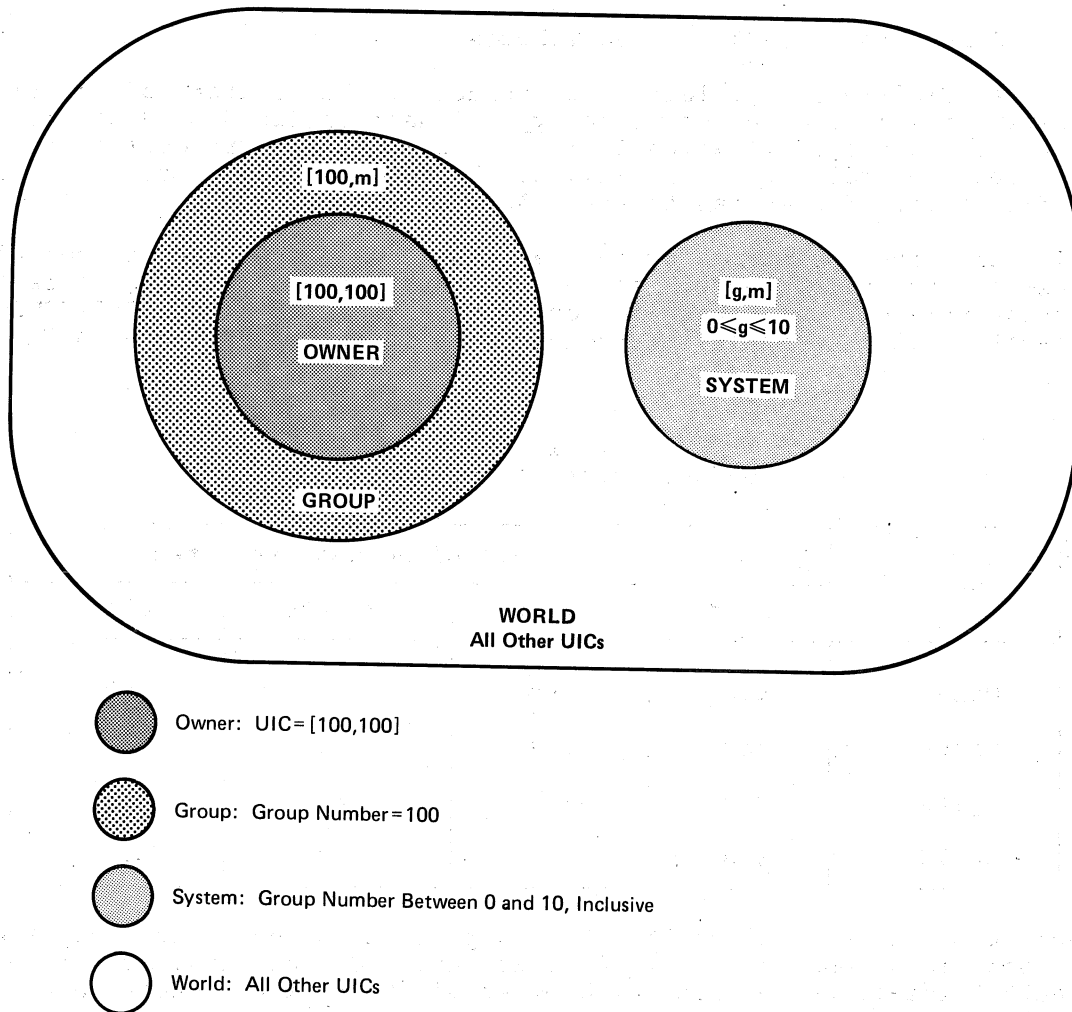 [100,m]
[100,100]
OWNER
GROUP
[g,m]
0⩽g⩽10
SYSTEM
WORLD
All Other UICs
Owner: UIC=[100,100]
Group: Group Number=100
System: Group Number Between 0 and 10, Inclusive
World: All Other UICs